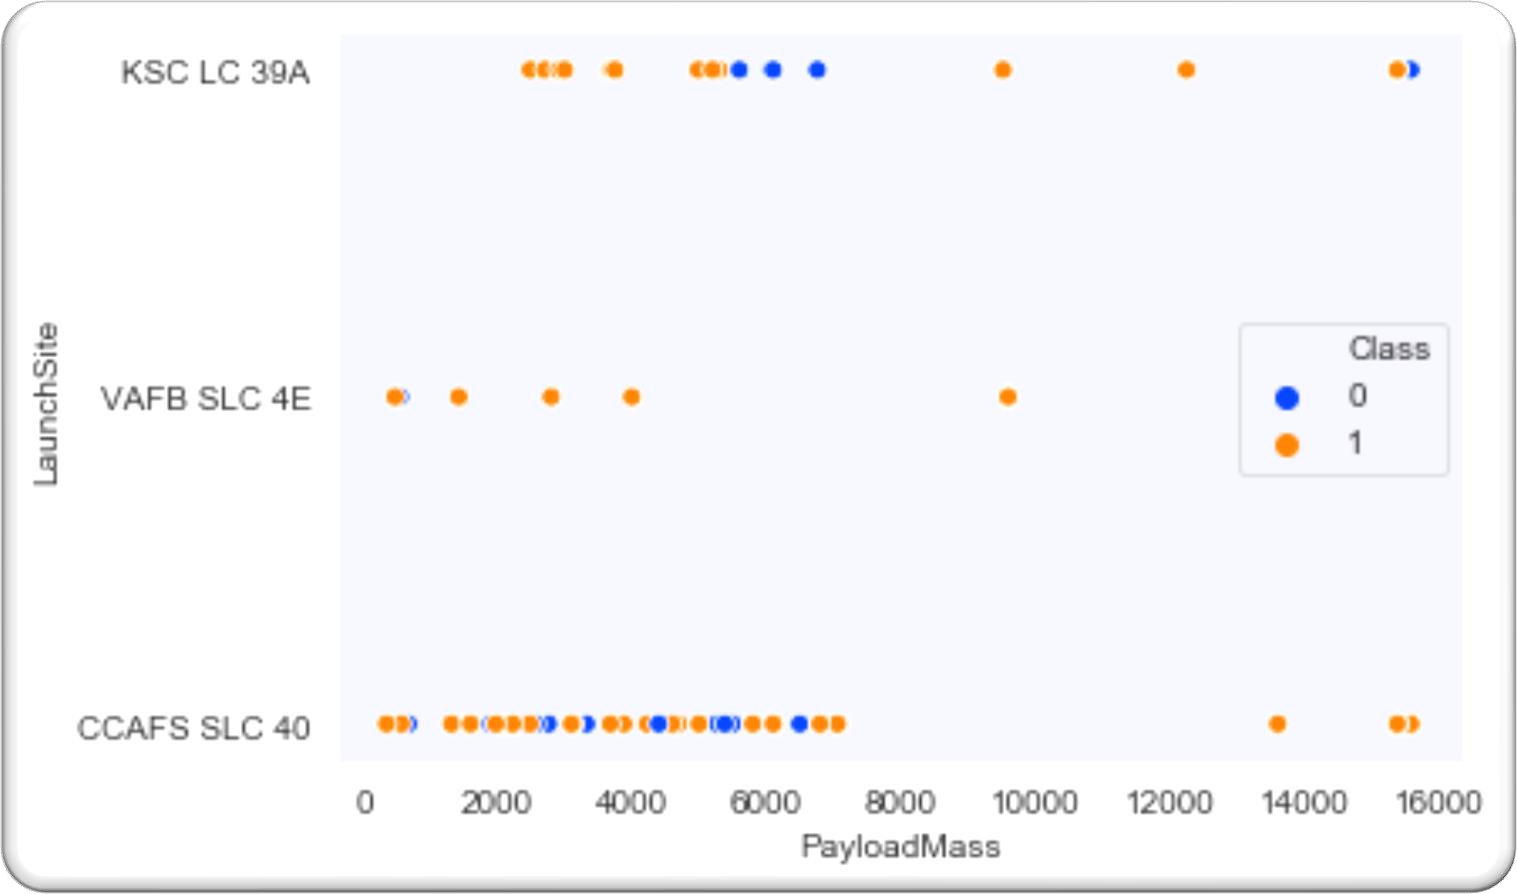 KSC LC 39A
VAFB SLC 4E
CCAFS SLC 40
LaunchSite
Class
0
1
0 2000 4000 6000 8000 10000 12000 14000 16000
PayloadMass